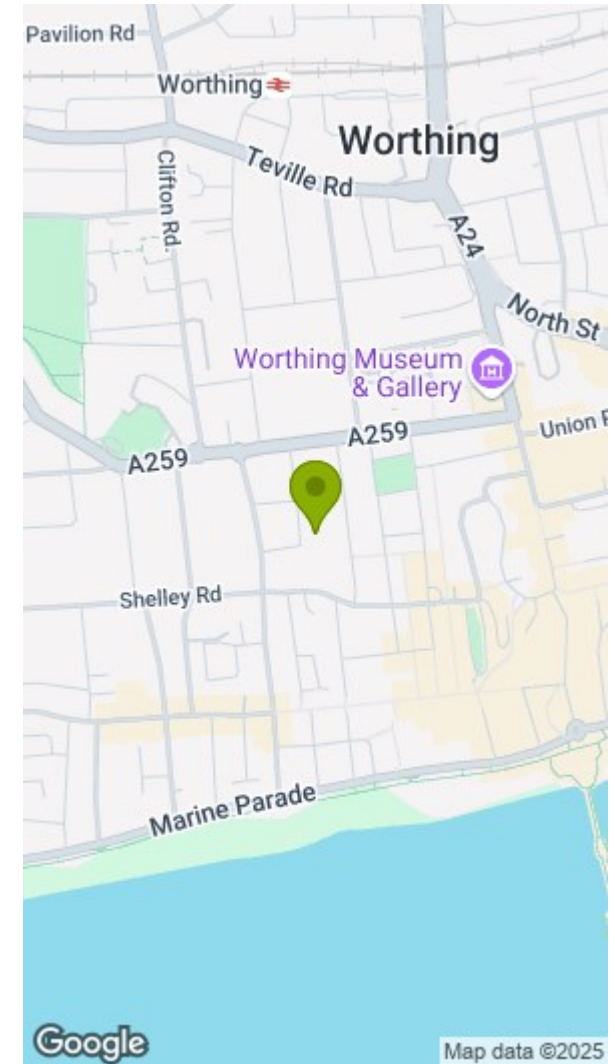 Pavilion Rd
Worthing
Worthing
Teville Rd
Clifton Rd.
A24
North St
Worthing Museum
& Gallery
A259
Union P
A259
Shelley Rd
Marine Parade
Google
Map data ©2025